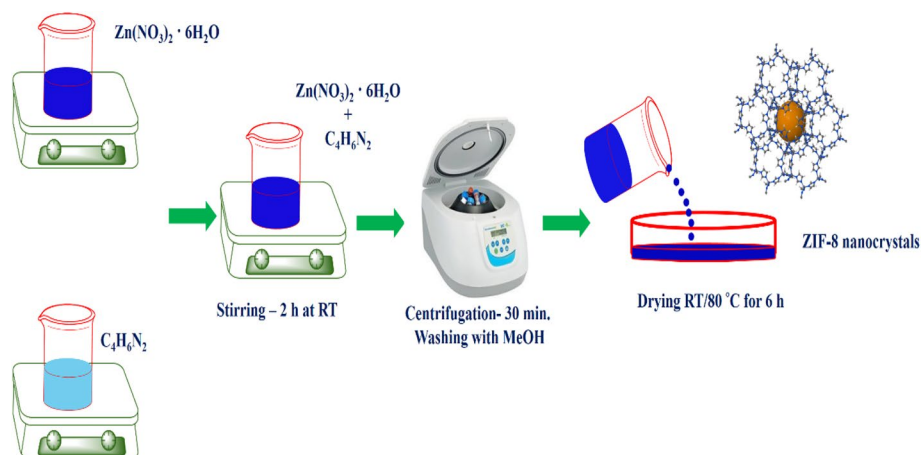 Zn(NO₃)₂ · 6H₂O
Zn(NO₃)₂ · 6H₂O
+
C₄H₆N₂
ZIF-8 nanocrystals
Stirring – 2 h at RT
Centrifugation- 30 min.
Washing with MeOH
Drying RT/80 °C for 6 h
C₄H₆N₂